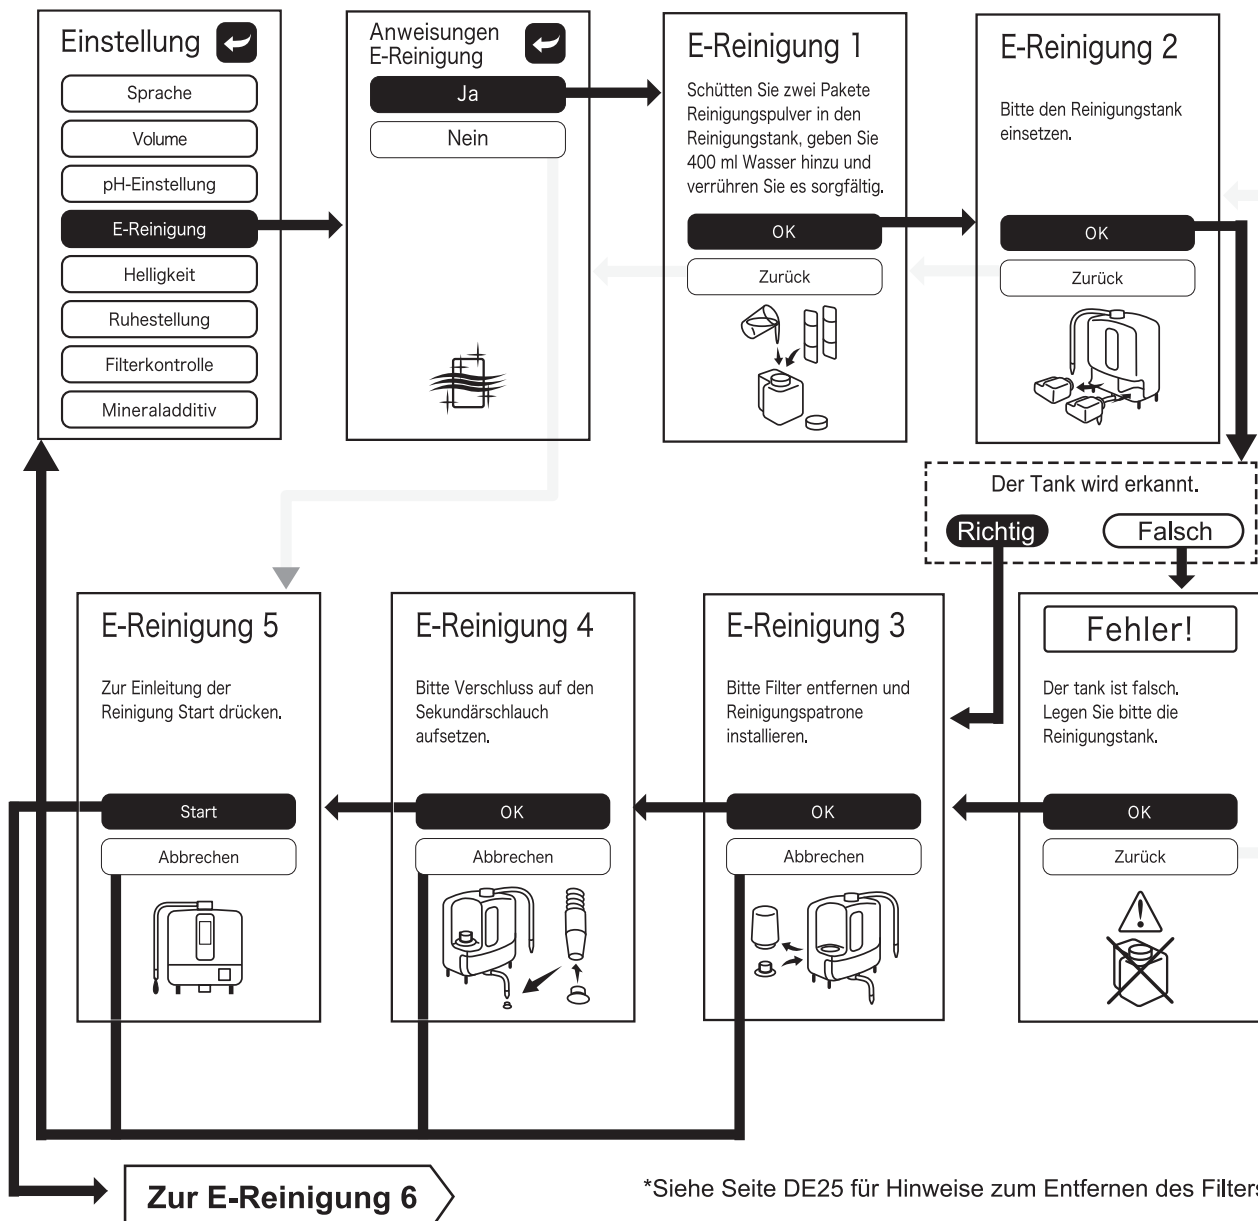 Einstellung
Sprache
Volume
pH-Einstellung
E-Reinigung
Helligkeit
Ruhestellung
Filterkontrolle
Mineraladditiv
Anweisungen
E-Reinigung
Ja
Nein
E-Reinigung 1
Schütten Sie zwei Pakete
Reinigungspulver in den
Reinigungstank, geben Sie
400 ml Wasser hinzu und
verrühren Sie es sorgfältig.
OK
Zurück
E-Reinigung 2
Bitte den Reinigungstank
einsetzen.
OK
Zurück
Der Tank wird erkannt.
Richtig
Falsch
Fehler!
Der tank ist falsch.
Legen Sie bitte die
Reinigungstank.
OK
Zurück
E-Reinigung 3
Bitte Filter entfernen und
Reinigungspatrone
installieren.
OK
Abbrechen
E-Reinigung 4
Bitte Verschluss auf den
Sekundärschlauch
aufsetzen.
OK
Abbrechen
E-Reinigung 5
Zur Einleitung der
Reinigung Start drücken.
Start
Abbrechen
Zur E-Reinigung 6
*Siehe Seite DE25 für Hinweise zum Entfernen des Filters